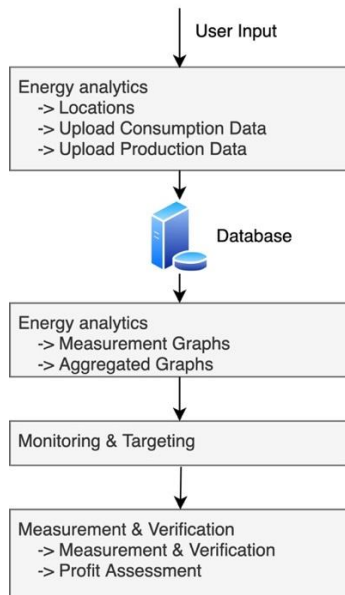 User Input
Energy analytics
-> Locations
-> Upload Consumption Data
-> Upload Production Data
Database
Energy analytics
-> Measurement Graphs
-> Aggregated Graphs
Monitoring & Targeting
Measurement & Verification
-> Measurement & Verification
-> Profit Assessment